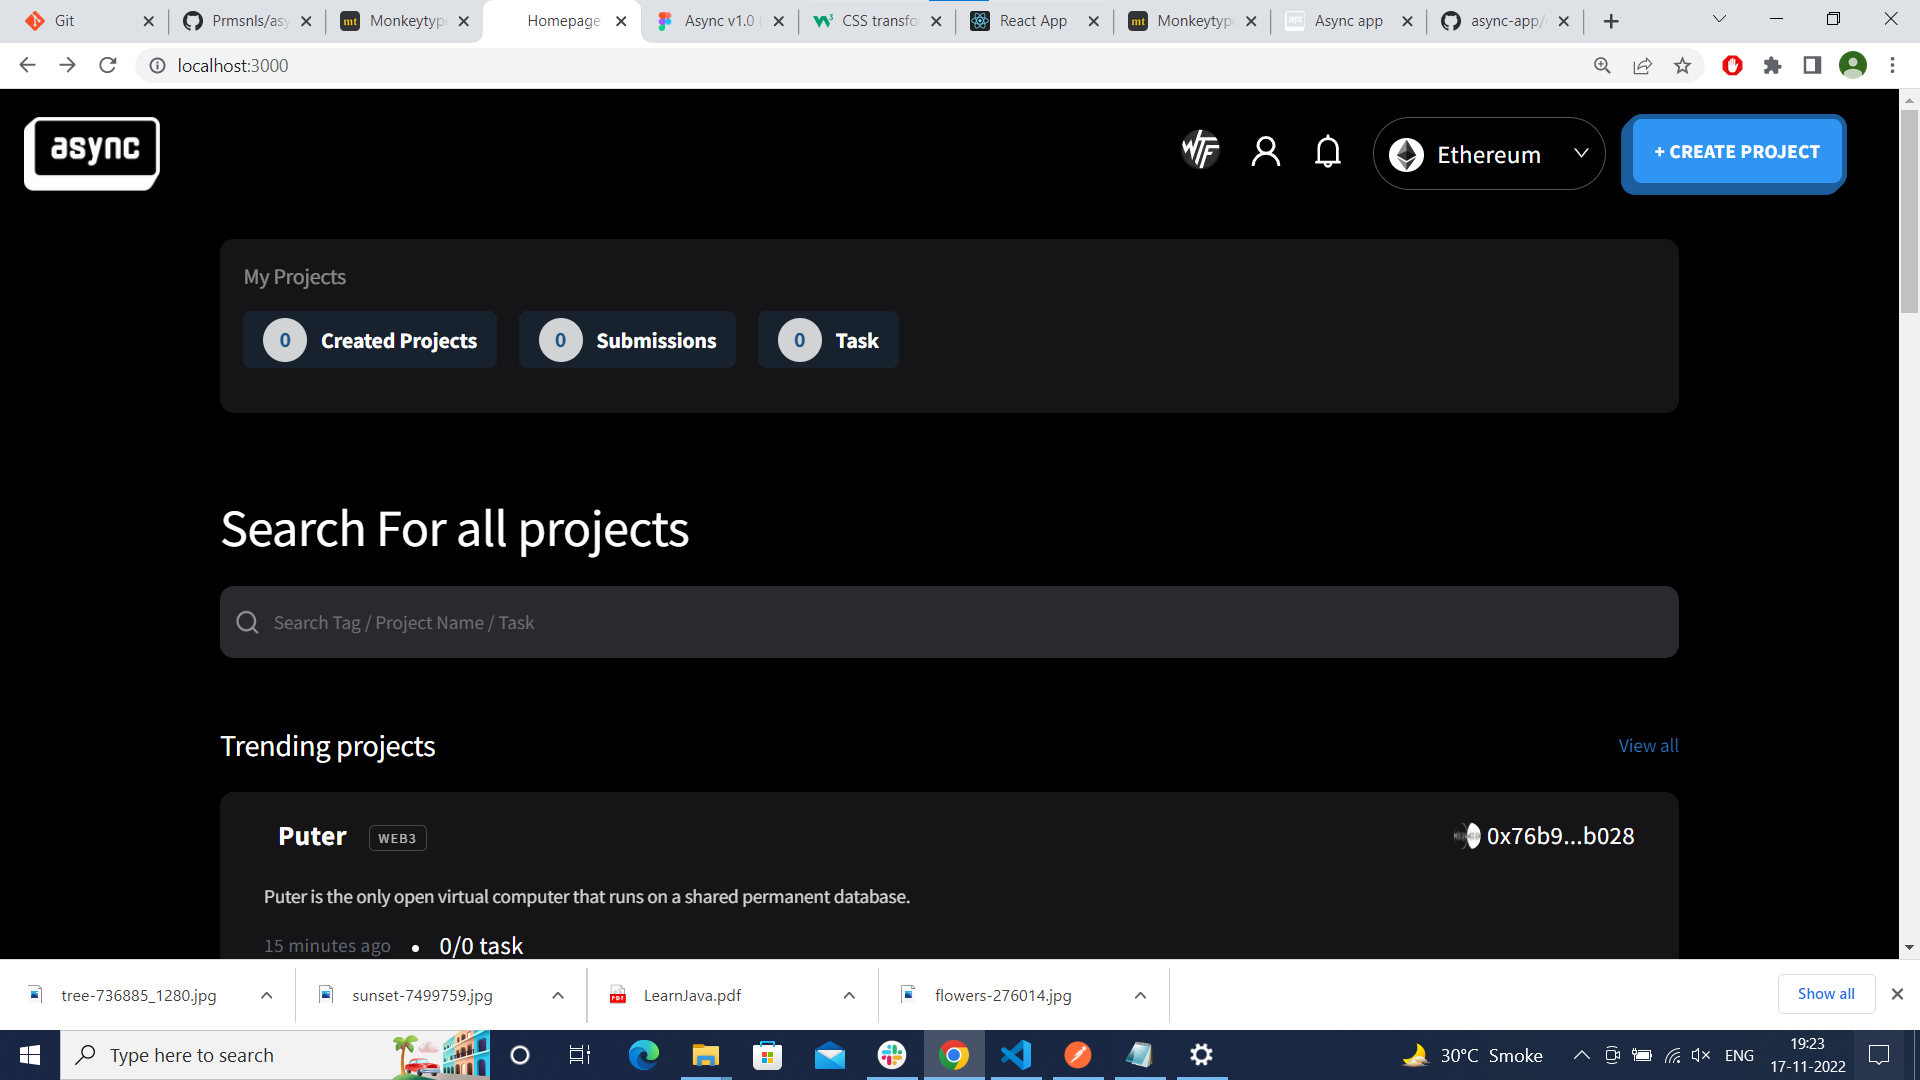 Git
Prmsnls/asy
Monkeytype
Homepage
Async v1.0 (
CSS transfo
React App
Monkeytype
Async app
async-app/
localhost:3000
async
WTF
Ethereum
+ CREATE PROJECT
My Projects
0 Created Projects
0 Submissions
0 Task
Search For all projects
Search Tag / Project Name / Task
Trending projects
View all
Puter WEB3
0x76b9...b028
Puter is the only open virtual computer that runs on a shared permanent database.
15 minutes ago • 0/0 task
tree-736885_1280.jpg
sunset-7499759.jpg
PDF
LearnJava.pdf
flowers-276014.jpg
Show all
Type here to search
30°C Smoke
ENG
19:23
17-11-2022